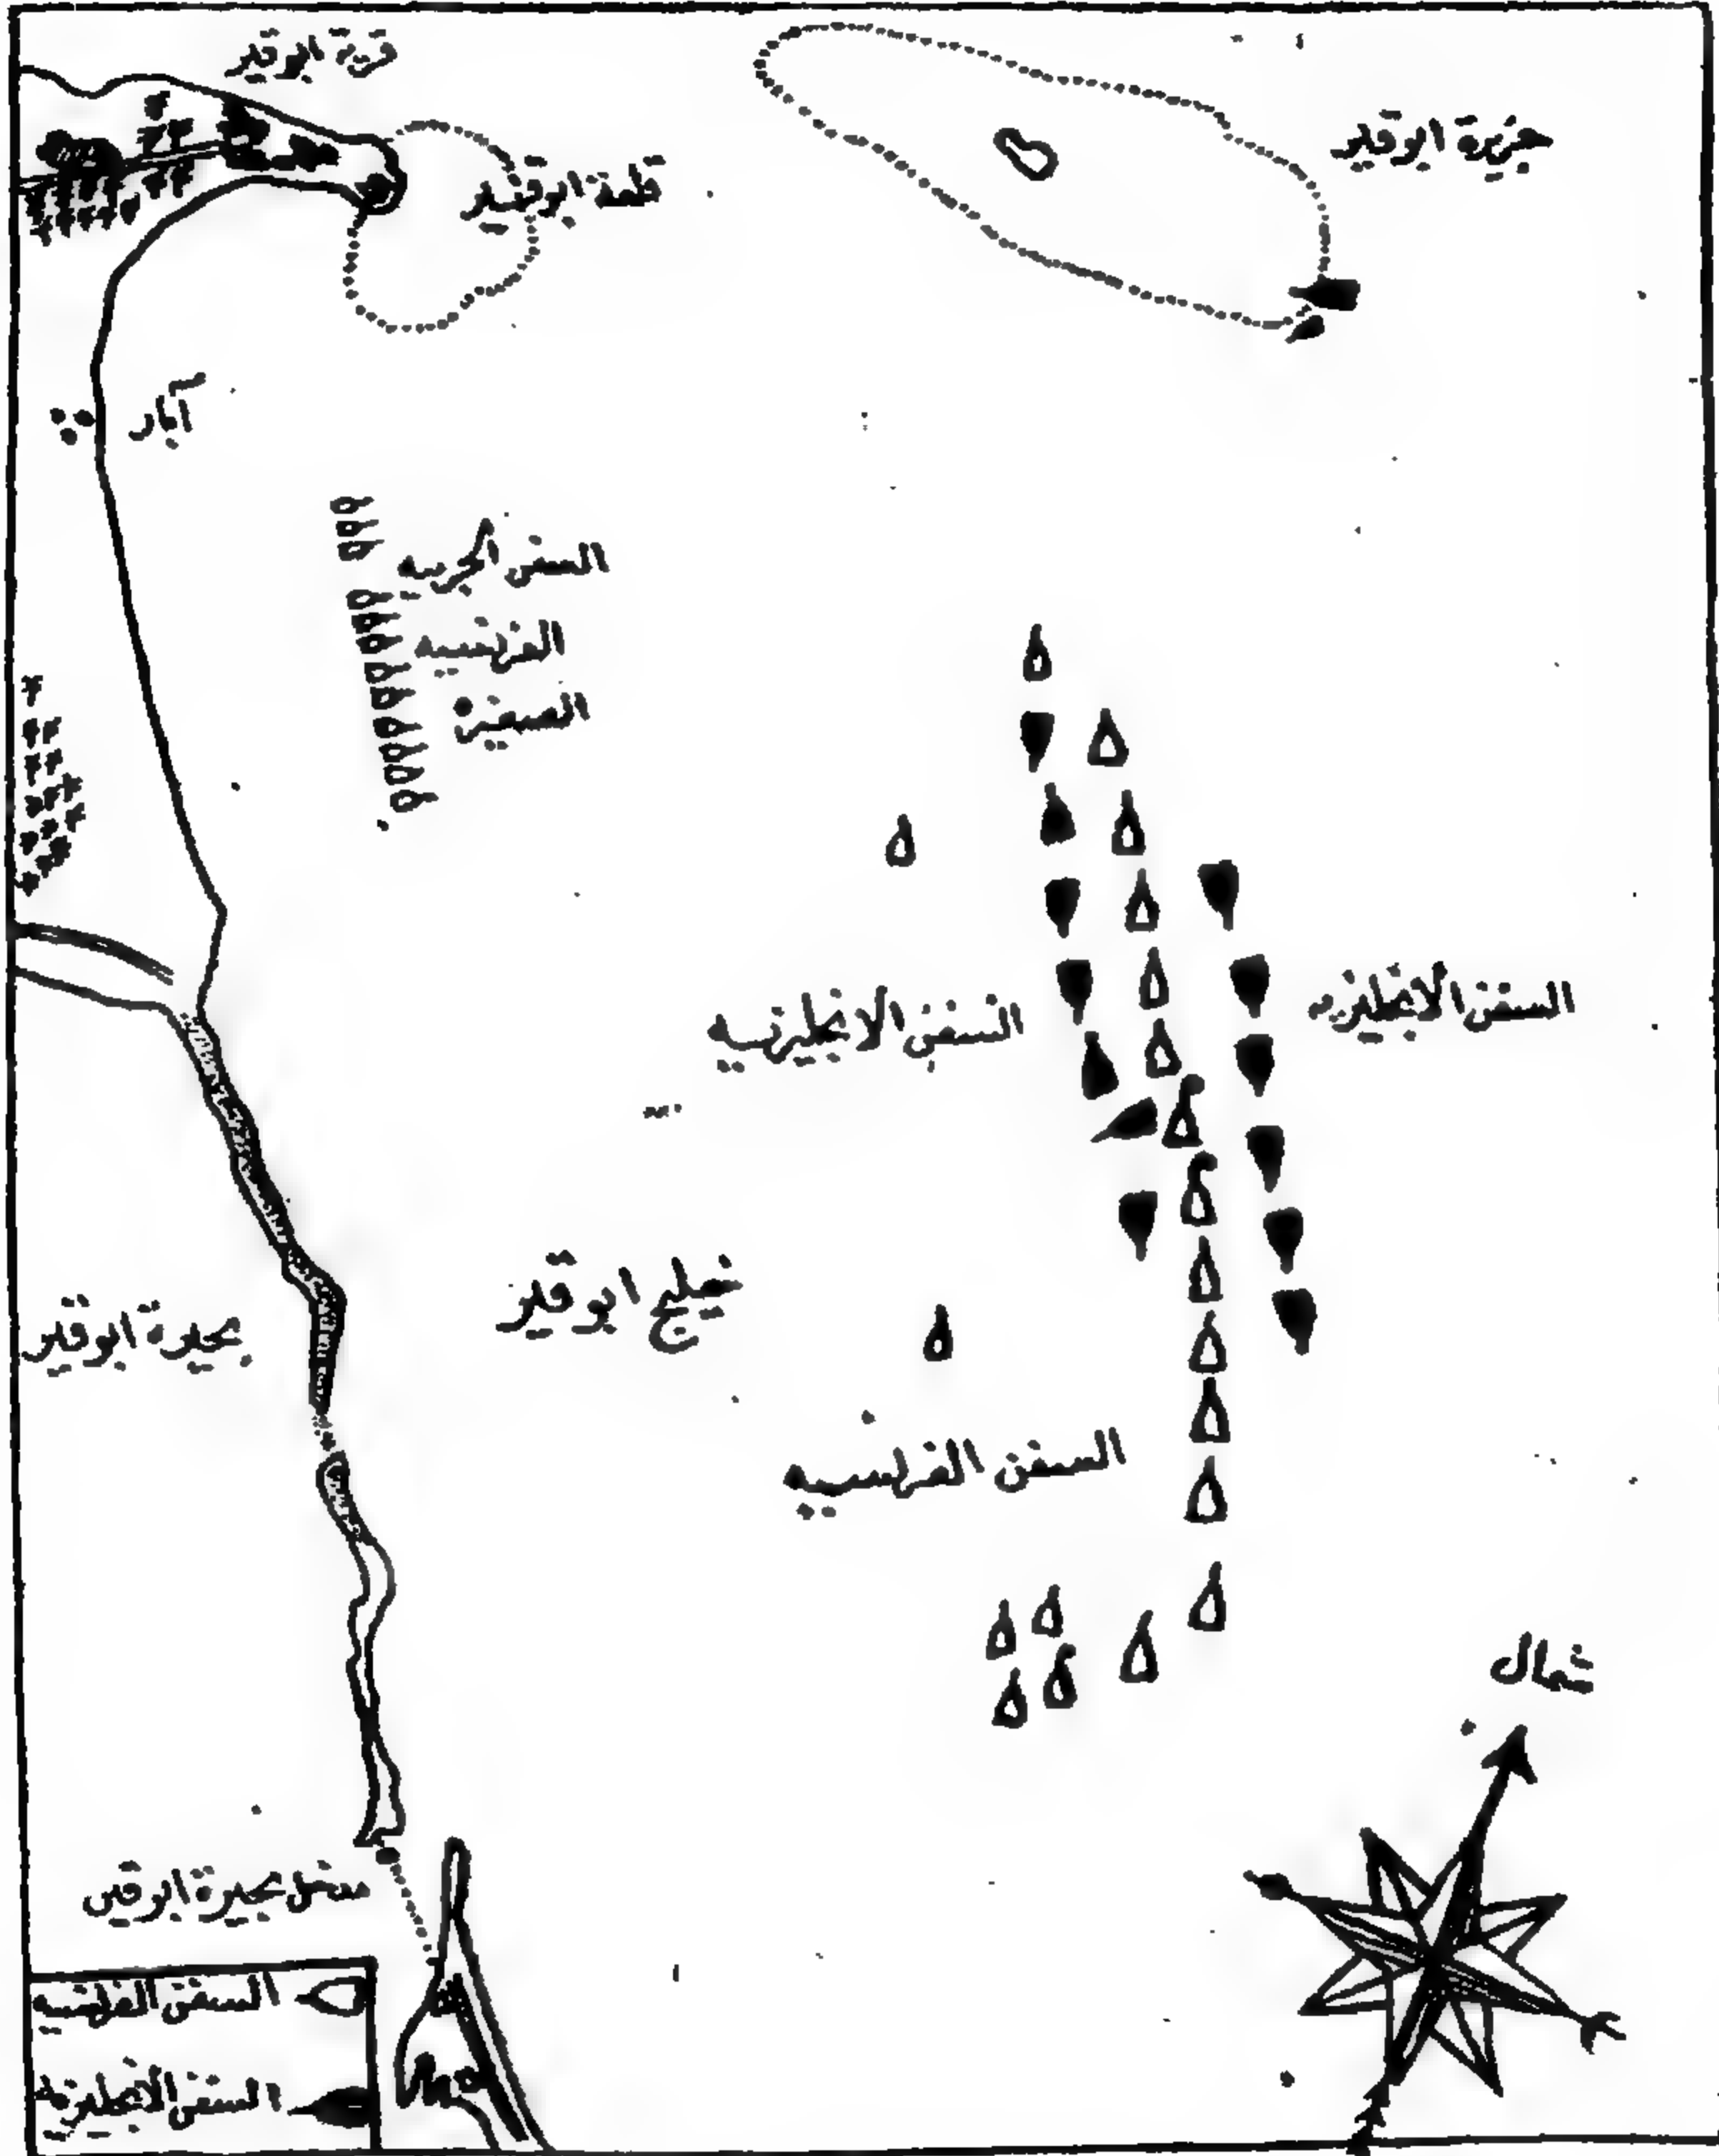 قرية ابوقير
جزيرة ابوقير
قلعة ابوقير
آبار
السفن الحربيه
الفرنسيه
الصغيرة
السفن الانجليزيه
السفن الانجليزيه
خليج ابوقير
بحيرة ابوقير
السفن الفرنسيه
شمال
مدخل بحيرة ابوقير
السفن الفرنسيه
السفن الانجليزيه